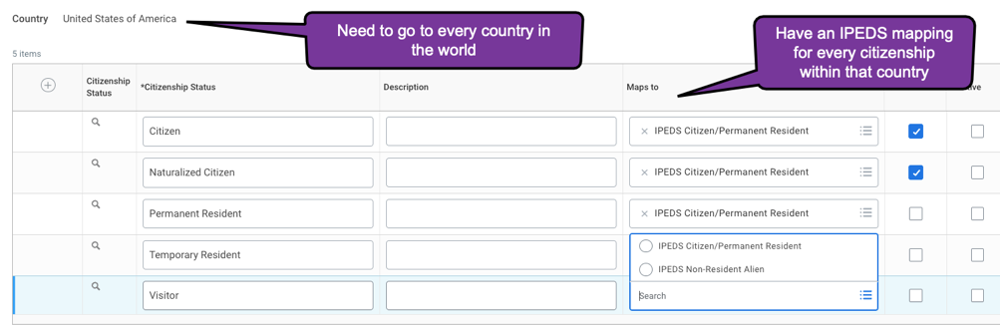 Country United States of America
Need to go to every country in
the world
Have an IPEDS mapping
for every citizenship
within that country
5 items
Citizenship
Status
*Citizenship Status
Description
Maps to
Citizen
IPEDS Citizen/Permanent Resident
Naturalized Citizen
IPEDS Citizen/Permanent Resident
Permanent Resident
IPEDS Citizen/Permanent Resident
Temporary Resident
IPEDS Citizen/Permanent Resident
IPEDS Non-Resident Alien
Visitor
Search